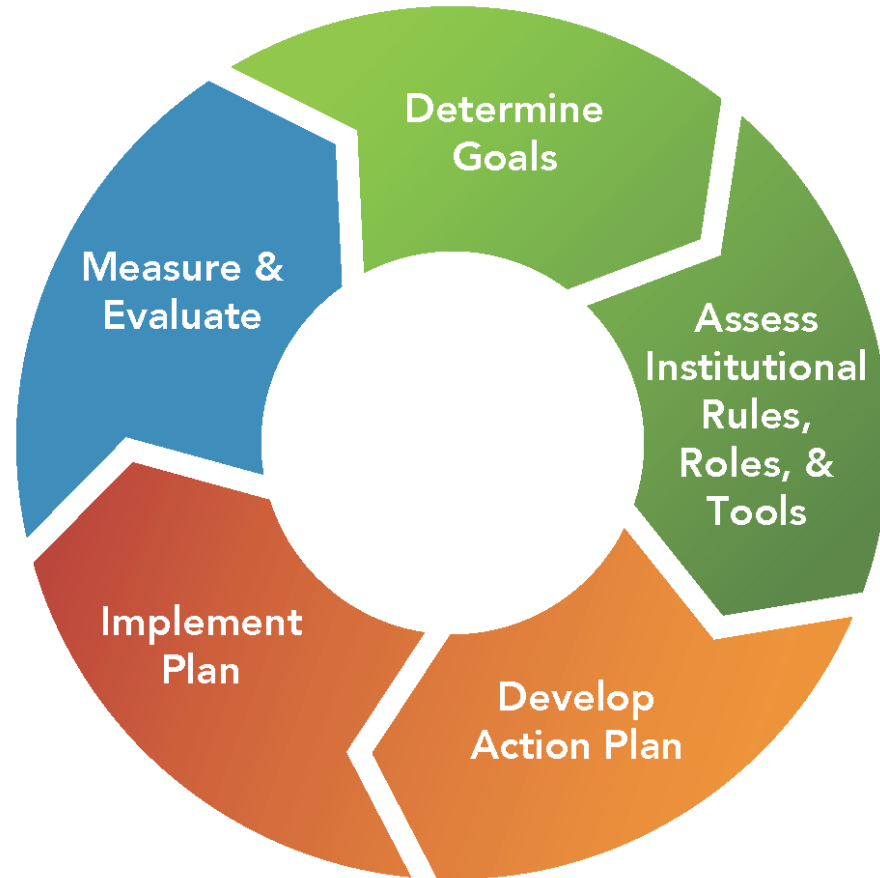 Determine
Goals
Assess
Institutional
Rules,
Roles, &
Tools
Develop
Action Plan
Implement
Plan
Measure &
Evaluate